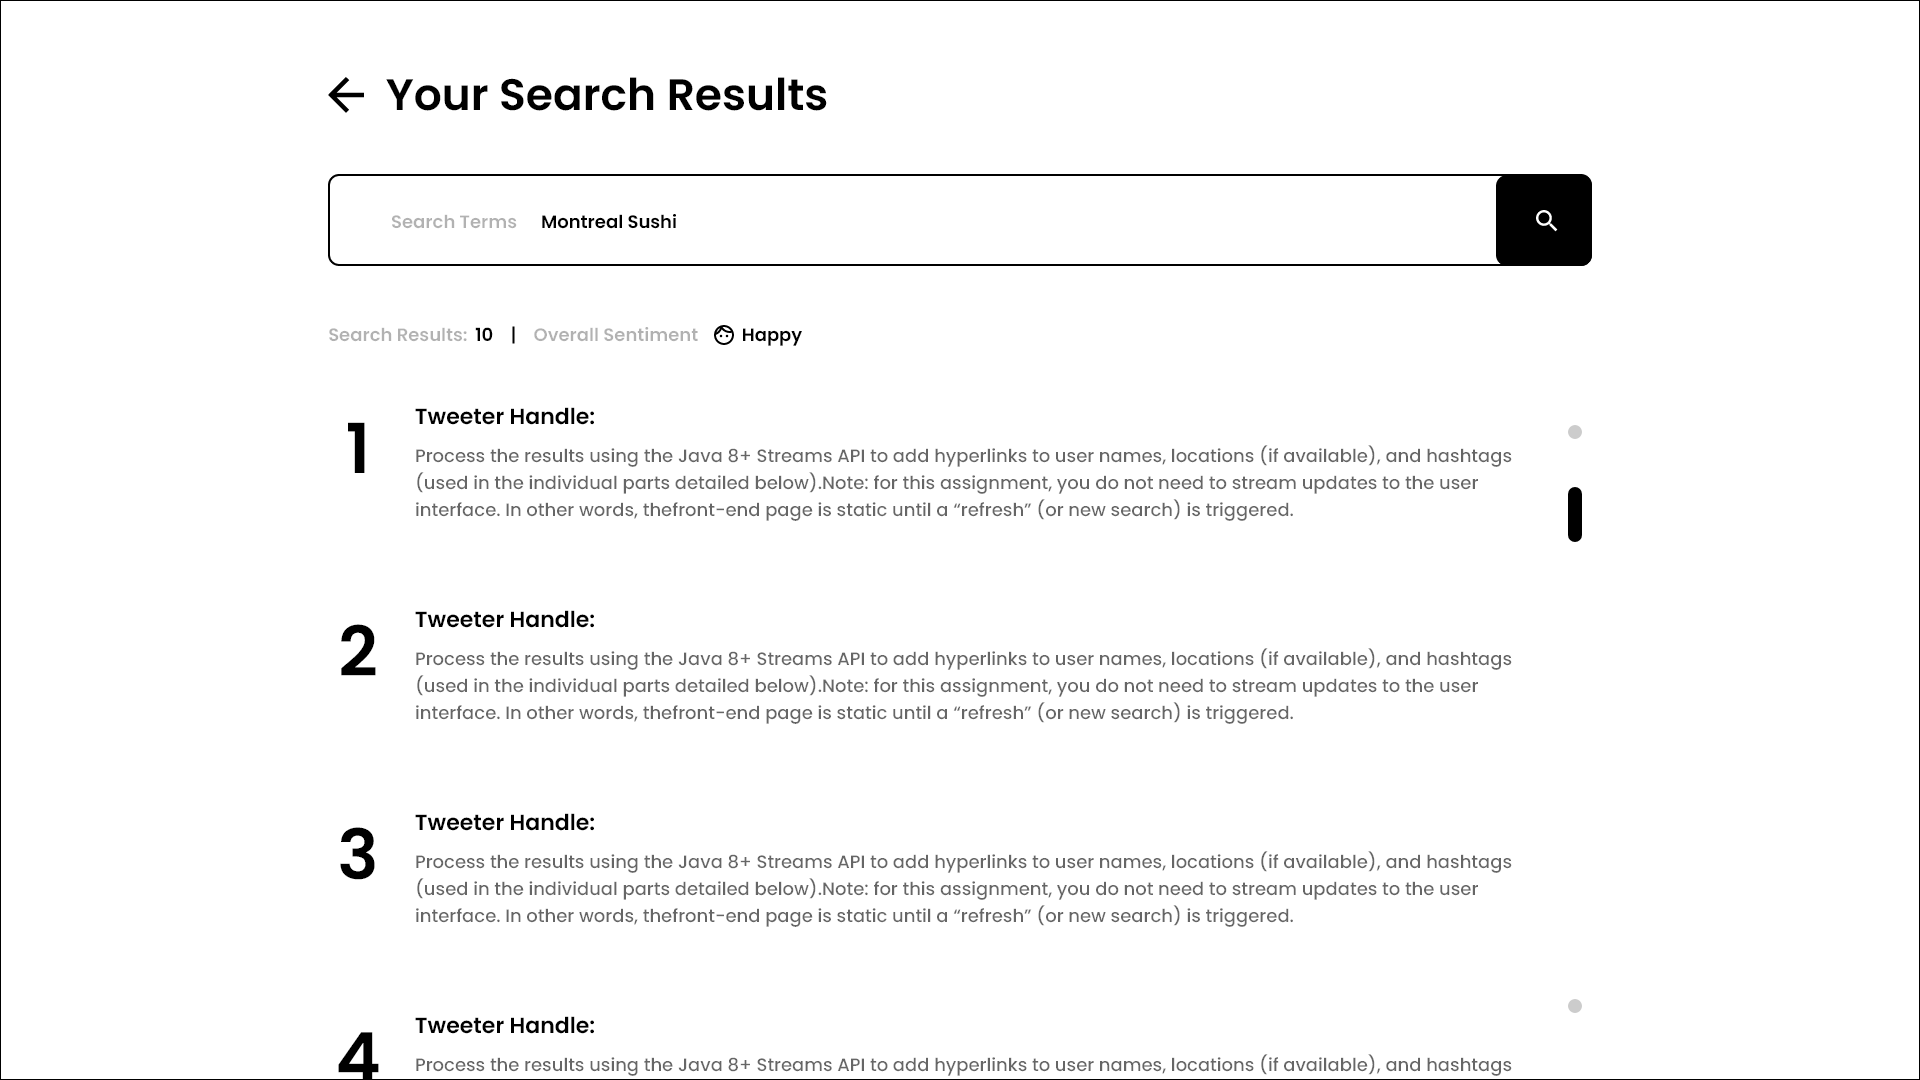 Your Search Results
Search Terms Montreal Sushi
Search Results: 10 | Overall Sentiment Happy
1
Tweeter Handle:
Process the results using the Java 8+ Streams API to add hyperlinks to user names, locations (if available), and hashtags
(used in the individual parts detailed below).Note: for this assignment, you do not need to stream updates to the user
interface. In other words, thefront-end page is static until a “refresh” (or new search) is triggered.
2
Tweeter Handle:
Process the results using the Java 8+ Streams API to add hyperlinks to user names, locations (if available), and hashtags
(used in the individual parts detailed below).Note: for this assignment, you do not need to stream updates to the user
interface. In other words, thefront-end page is static until a “refresh” (or new search) is triggered.
3
Tweeter Handle:
Process the results using the Java 8+ Streams API to add hyperlinks to user names, locations (if available), and hashtags
(used in the individual parts detailed below).Note: for this assignment, you do not need to stream updates to the user
interface. In other words, thefront-end page is static until a “refresh” (or new search) is triggered.
4
Tweeter Handle:
Process the results using the Java 8+ Streams API to add hyperlinks to user names, locations (if available), and hashtags